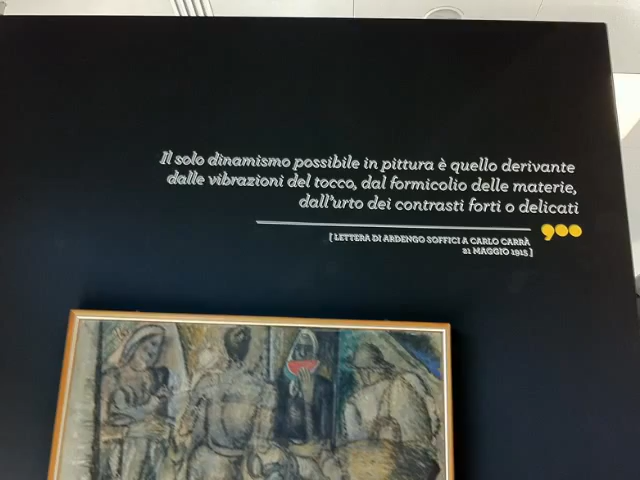 Il solo dinamismo possibile in pittura è quello derivante
dalle vibrazioni del tocco, dal formicolio delle materie,
dall'urto dei contrasti forti o delicati
900
[ LETTERA DI ARDENGO SOFFICI A CARLO CARRÀ
21 MAGGIO 1915 ]